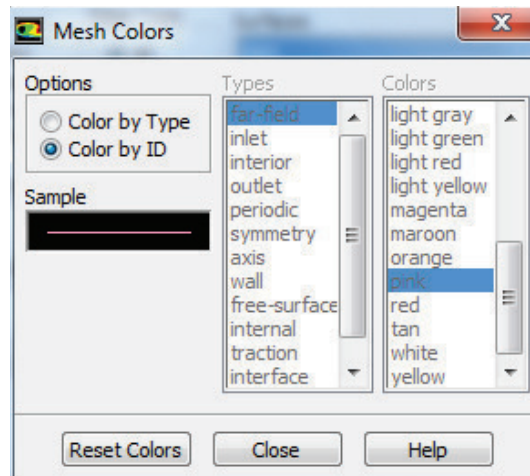 Mesh Colors
Options
Color by Type
Color by ID
Sample
Types
far-field
inlet
interior
outlet
periodic
symmetry
axis
wall
free-surface
internal
traction
interface
Colors
light gray
light green
light red
light yellow
magenta
maroon
orange
pink
red
tan
white
yellow
Reset Colors
Close
Help